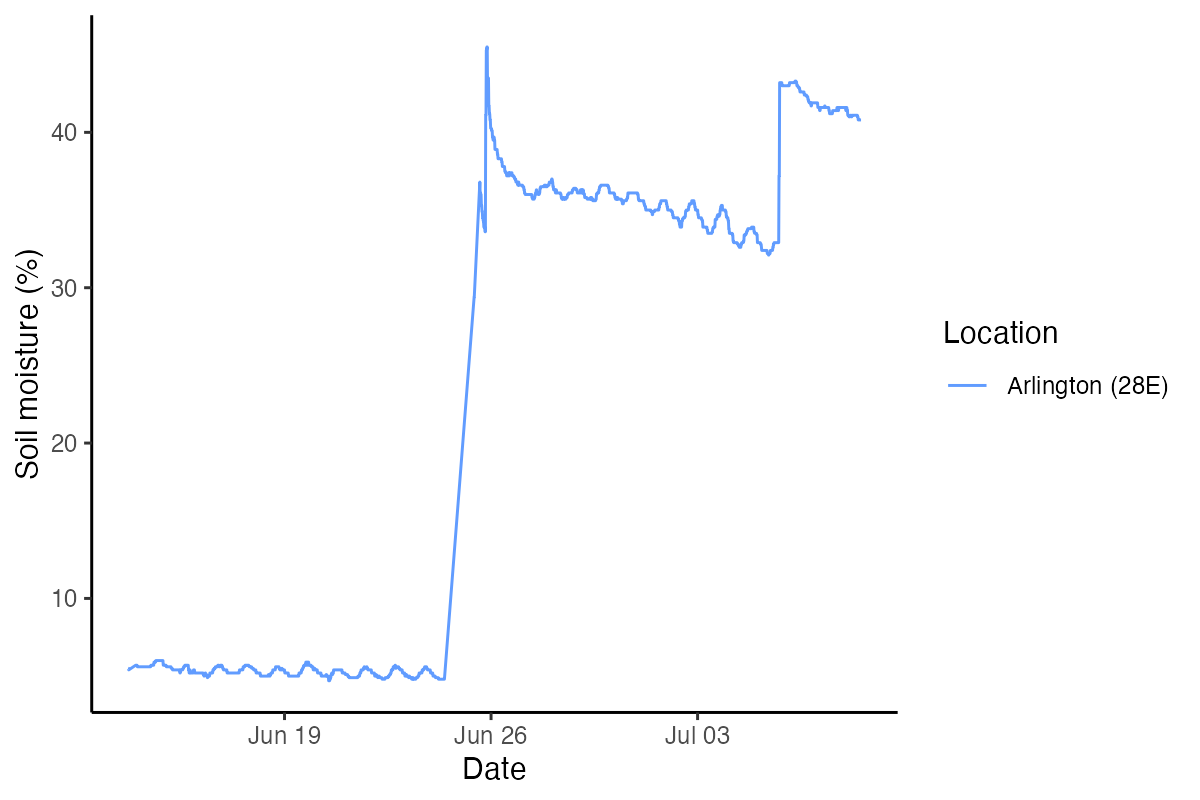 Soil moisture (%)
40
30
20
10
Jun 19
Jun 26
Jul 03
Date
Location
Arlington (28E)